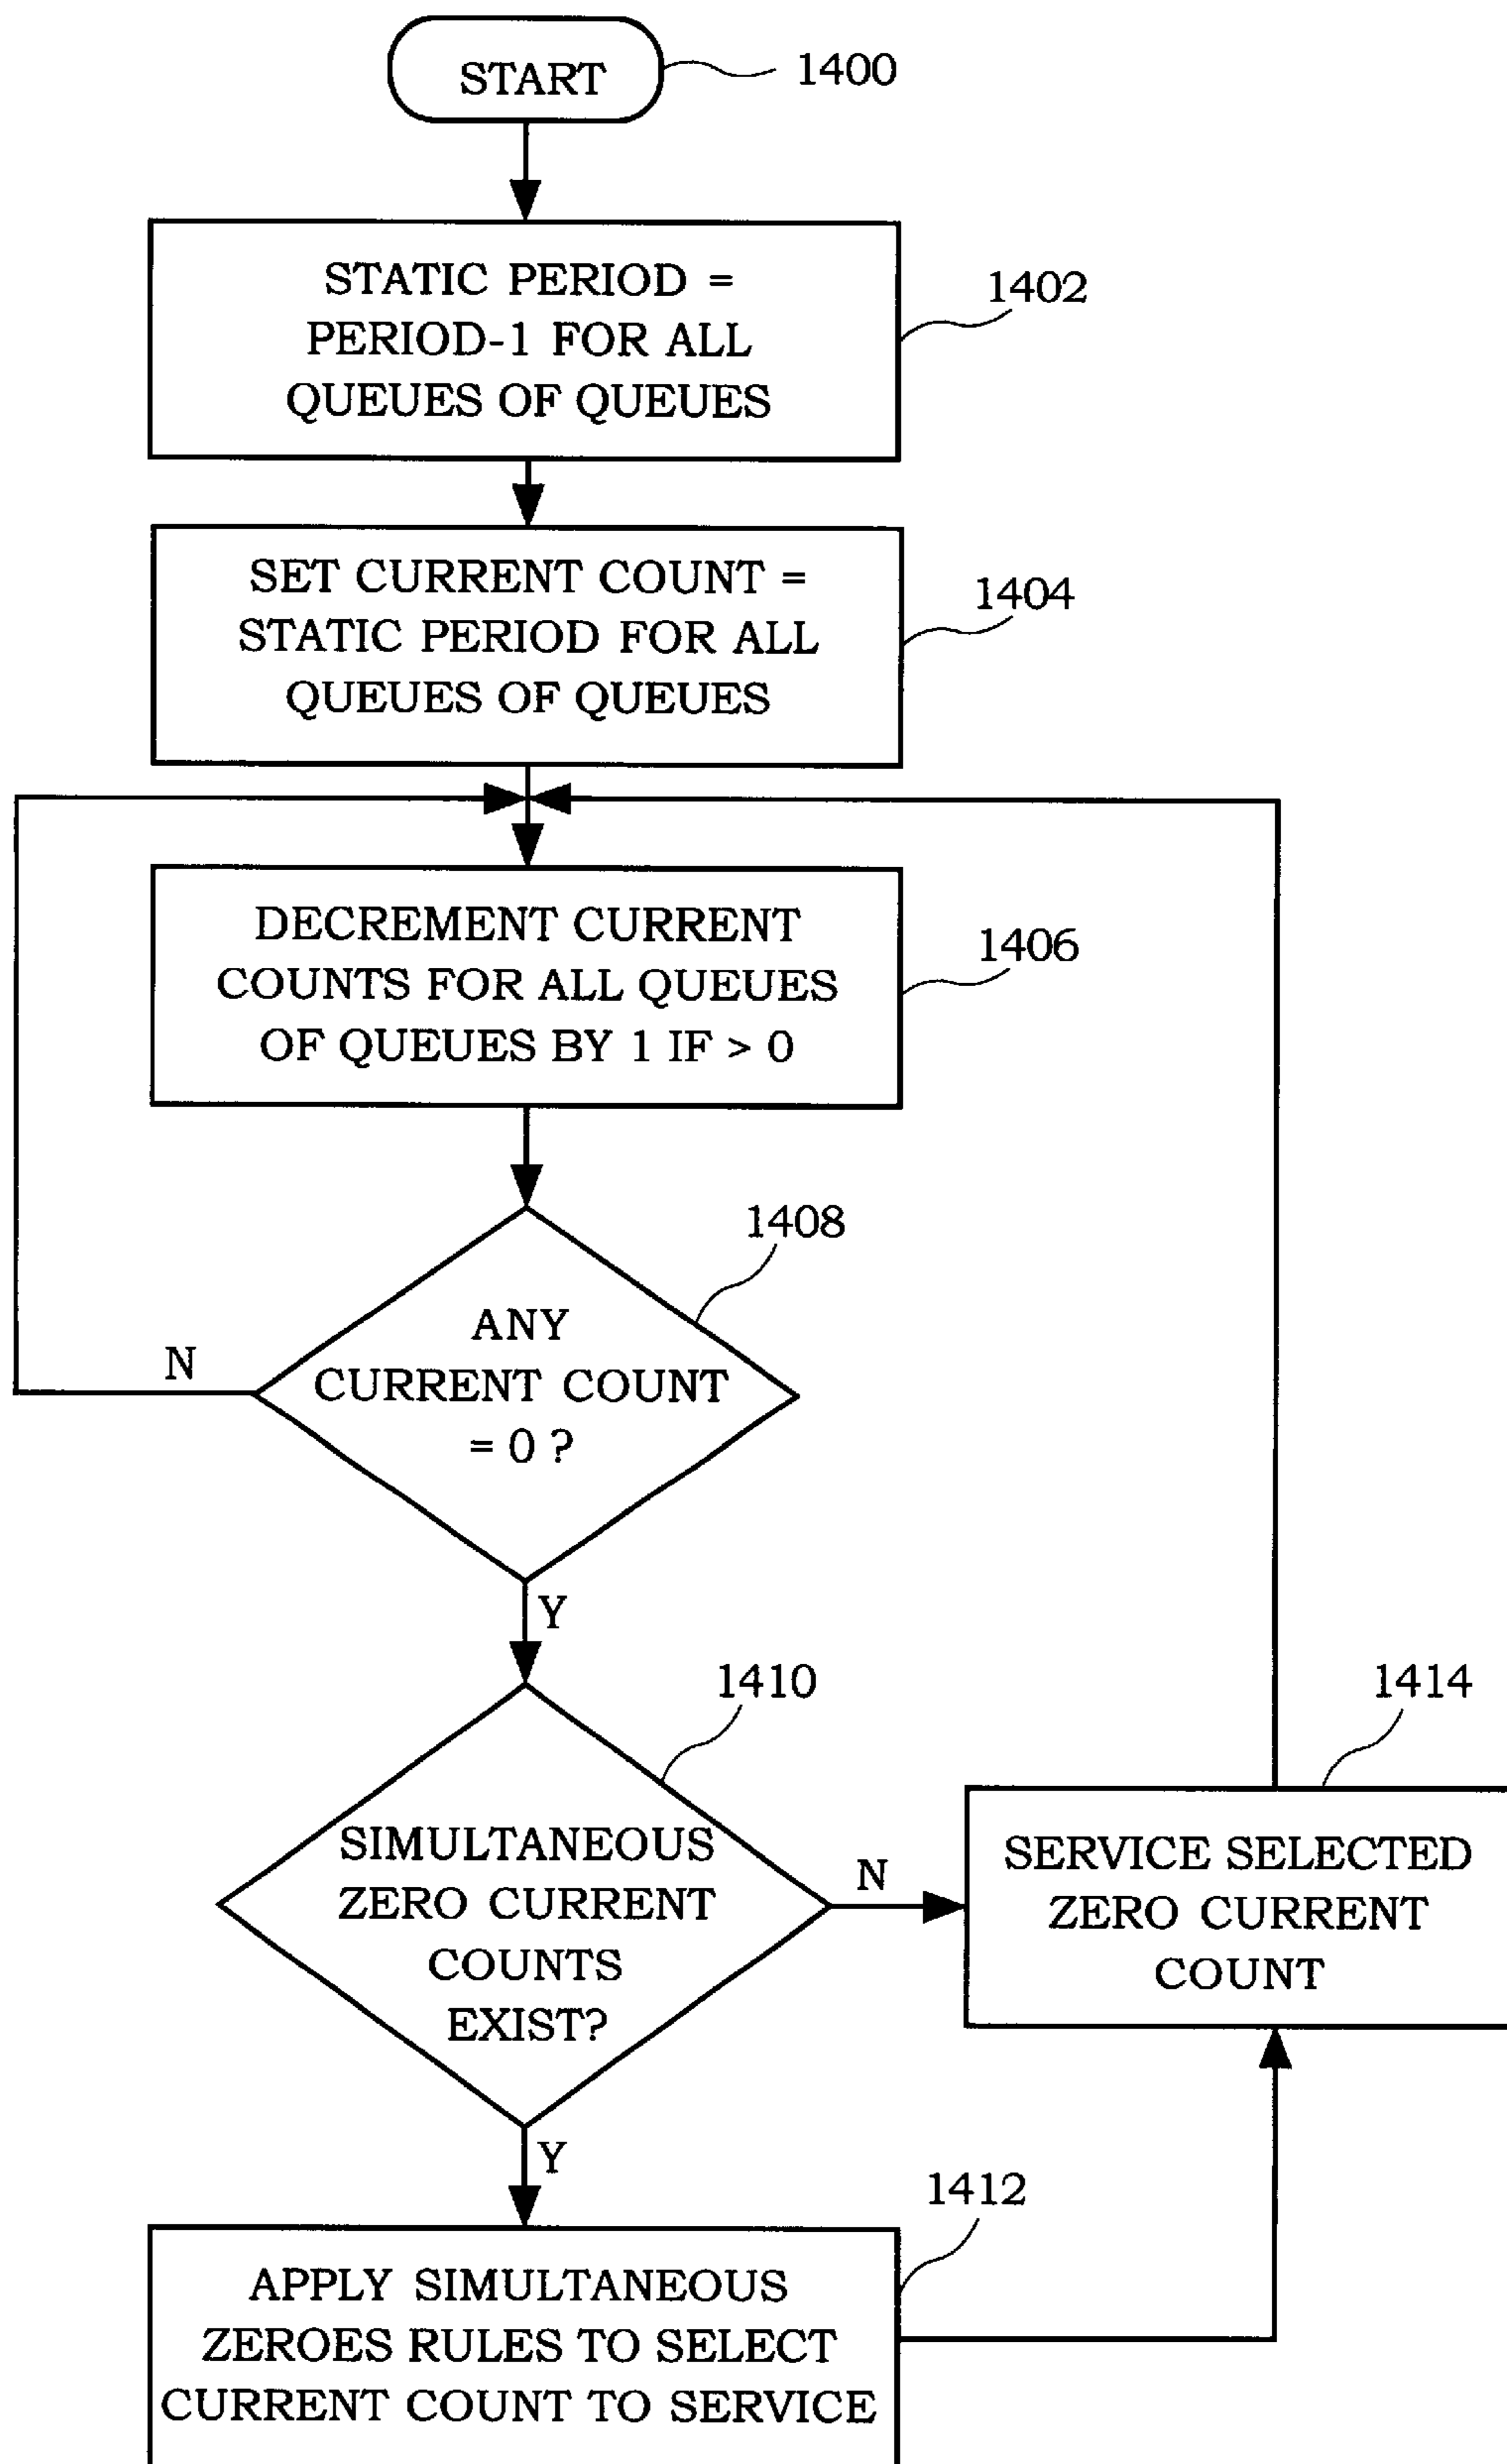 START
1400
STATIC PERIOD =
PERIOD-1 FOR ALL
QUEUES OF QUEUES
1402
SET CURRENT COUNT =
STATIC PERIOD FOR ALL
QUEUES OF QUEUES
1404
DECREMENT CURRENT
COUNTS FOR ALL QUEUES
OF QUEUES BY 1 IF > 0
1406
1408
ANY
CURRENT COUNT
= 0 ?
N
Y
1410
SIMULTANEOUS
ZERO CURRENT
COUNTS
EXIST?
N
1414
SERVICE SELECTED
ZERO CURRENT
COUNT
Y
1412
APPLY SIMULTANEOUS
ZEROES RULES TO SELECT
CURRENT COUNT TO SERVICE